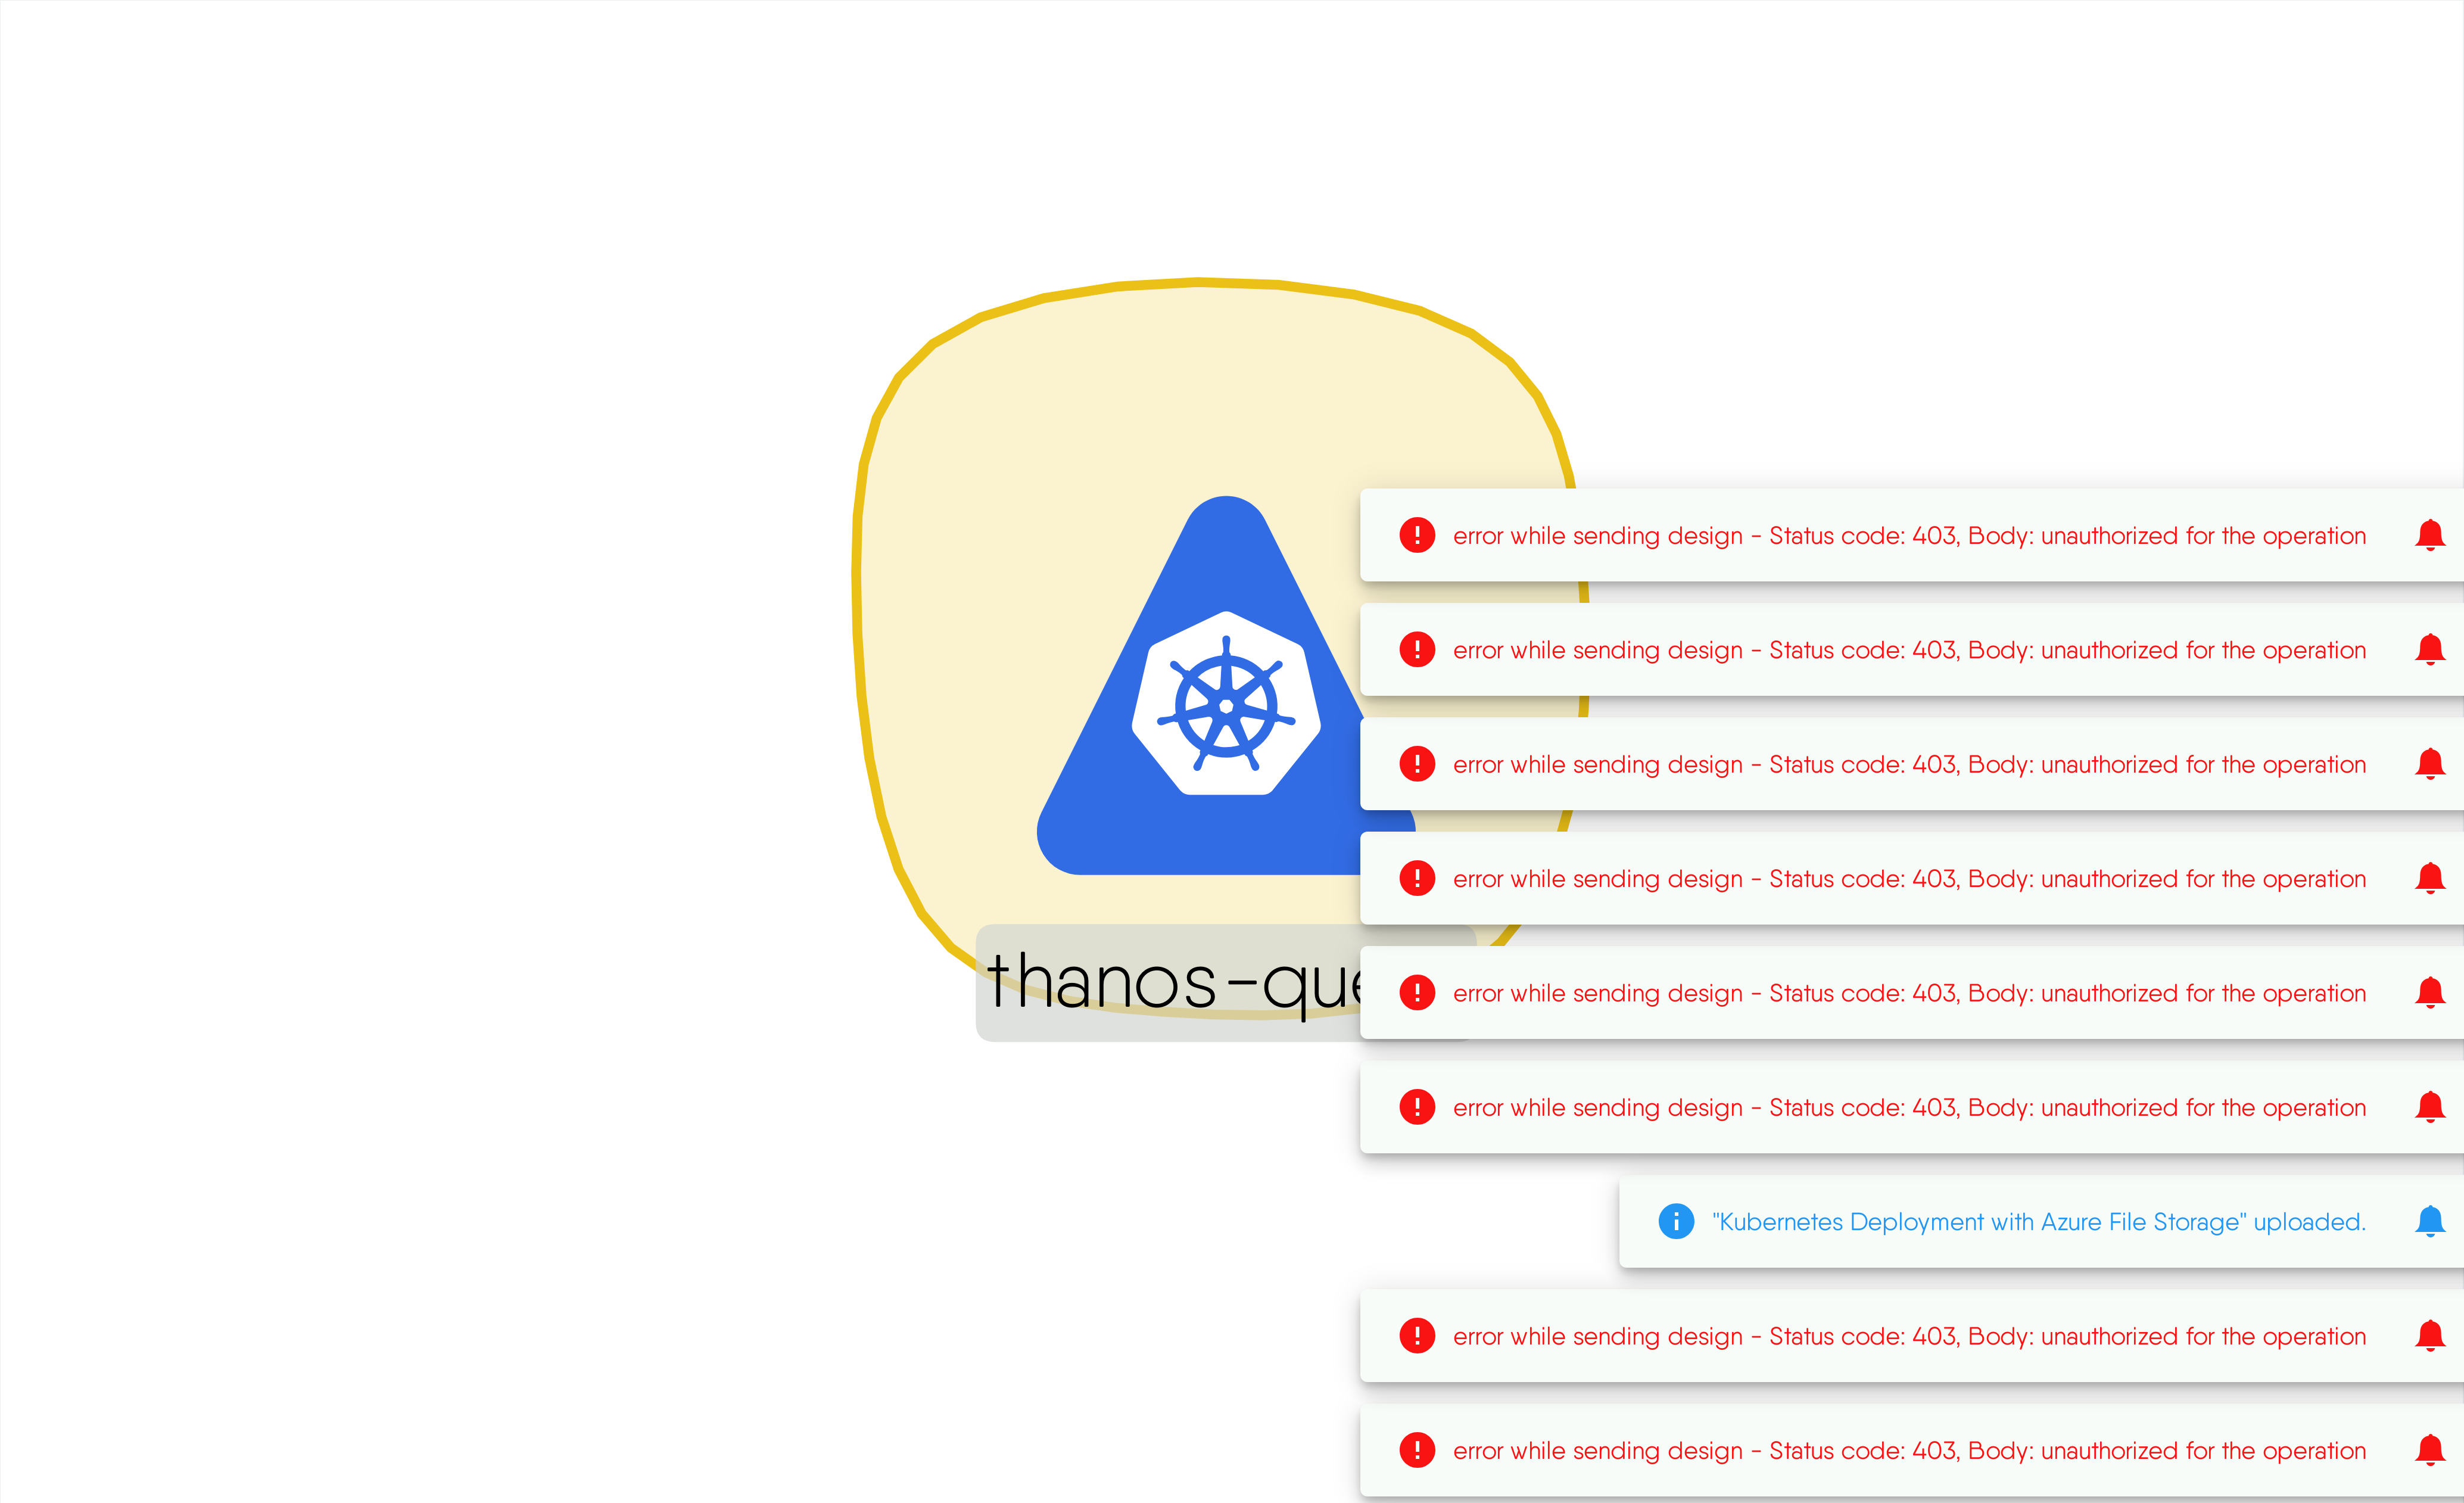 error while sending design - Status code: 403, Body: unauthorized for the operation
error while sending design - Status code: 403, Body: unauthorized for the operation
error while sending design - Status code: 403, Body: unauthorized for the operation
error while sending design - Status code: 403, Body: unauthorized for the operation
thanos-que
error while sending design - Status code: 403, Body: unauthorized for the operation
error while sending design - Status code: 403, Body: unauthorized for the operation
"Kubernetes Deployment with Azure File Storage" uploaded.
error while sending design - Status code: 403, Body: unauthorized for the operation
error while sending design - Status code: 403, Body: unauthorized for the operation